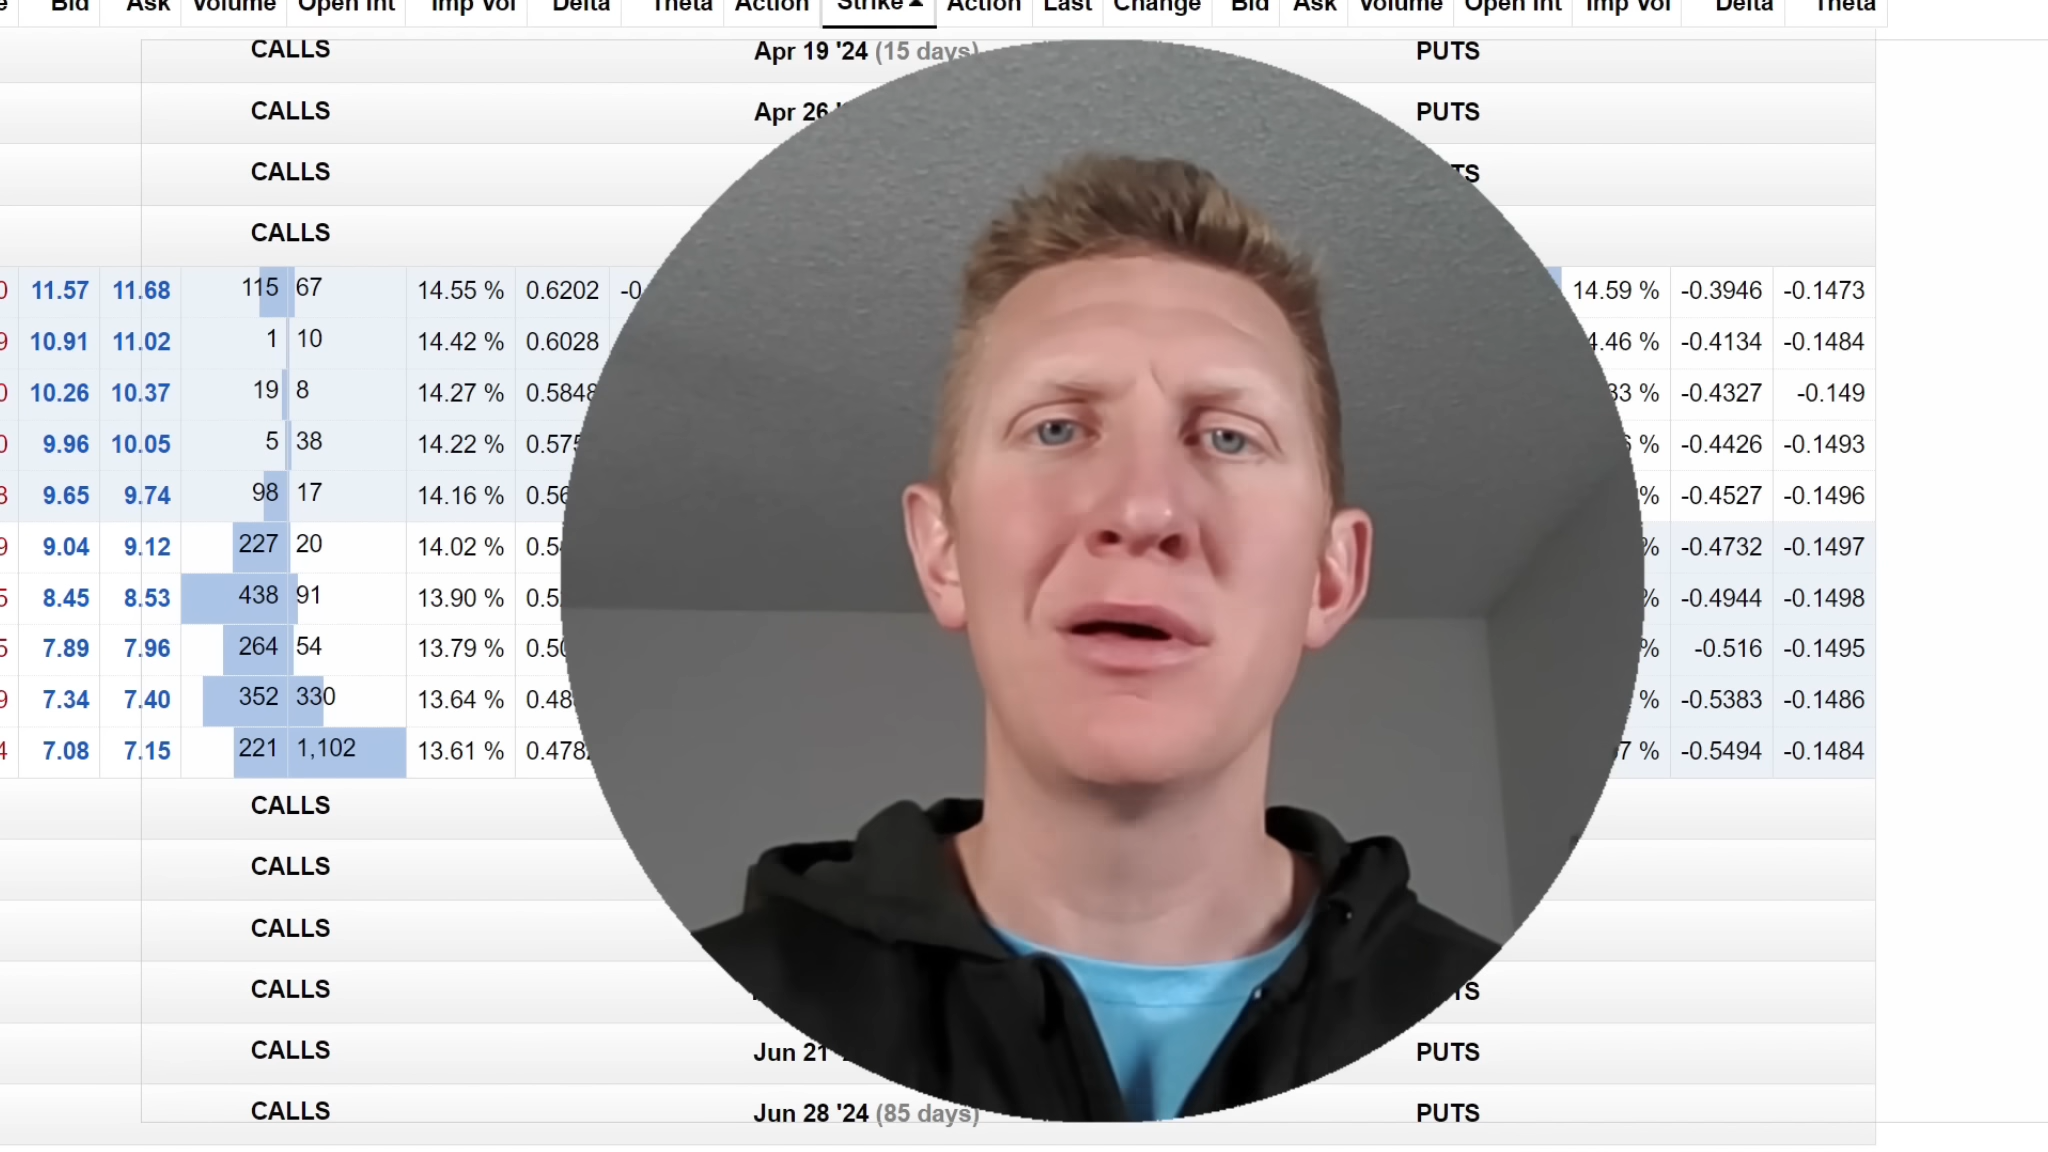 Bid Ask Volume Open Int Imp Vol Delta Theta Action Strike Action Last Change Bid Ask Volume Open Int Imp Vol Delta Theta
CALLS Apr 19 '24 (15 days) PUTS
CALLS Apr 26 PUTS
CALLS
CALLS
11.57 11.68 115 67 14.55 % 0.6202 14.59 % -0.3946 -0.1473
10.91 11.02 1 10 14.42 % 0.6028 -0.4134 -0.1484
10.26 10.37 19 8 14.27 % 0.5848 -0.4327 -0.149
9.96 10.05 5 38 14.22 % -0.4426 -0.1493
9.65 9.74 98 17 14.16 % -0.4527 -0.1496
9.04 9.12 227 20 14.02 % -0.4732 -0.1497
8.45 8.53 438 91 13.90 % -0.4944 -0.1498
7.89 7.96 264 54 13.79 % -0.516 -0.1495
7.34 7.40 352 330 13.64 % -0.5383 -0.1486
7.08 7.15 221 1,102 13.61 % -0.5494 -0.1484
CALLS
CALLS
CALLS
CALLS
CALLS Jun 21 PUTS
CALLS Jun 28 '24 (85 days) PUTS